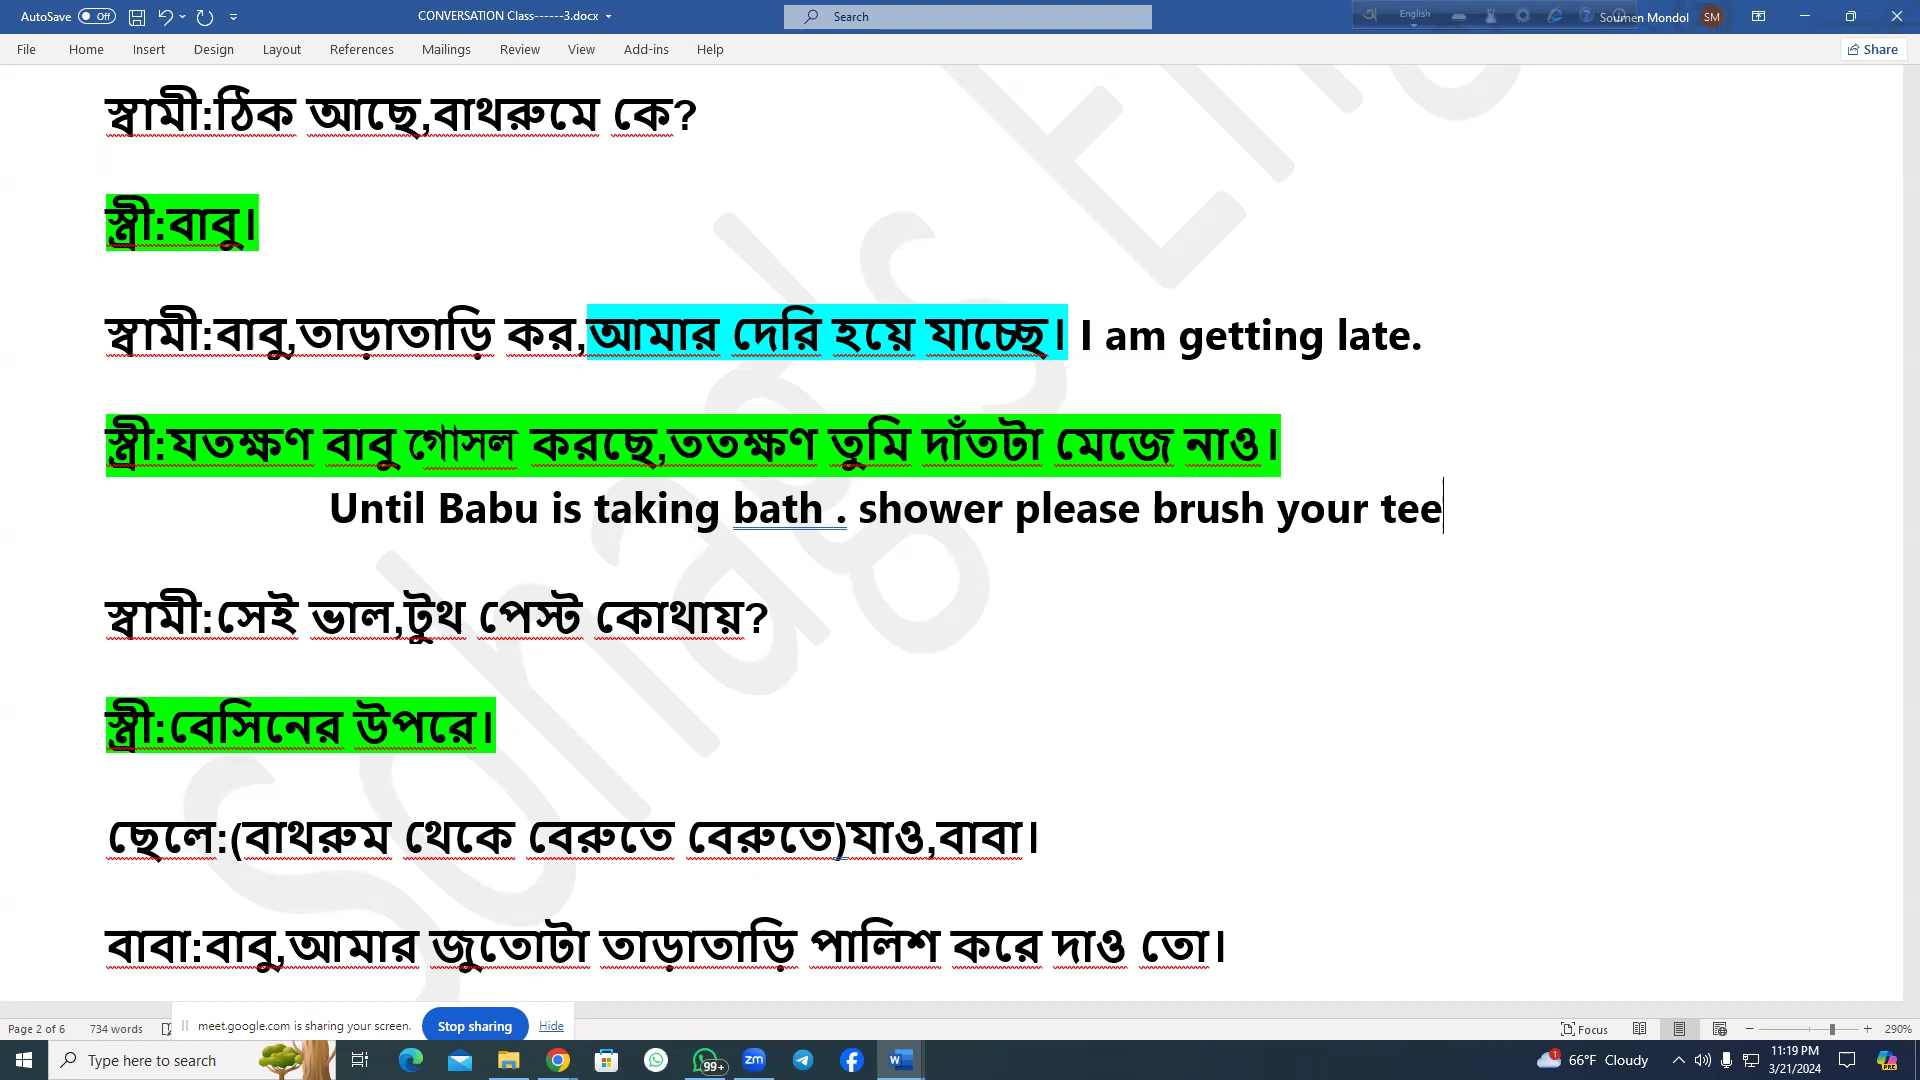 AutoSave Off CONVERSATION Class------3.docx Search English Soumen Mondol SM
File Home Insert Design Layout References Mailings Review View Add-ins Help Share
স্বামী:ঠিক আছে,বাথরুমে কে?
স্ত্রী:বাবু।
স্বামী:বাবু,তাড়াতাড়ি কর,আমার দেরি হয়ে যাচ্ছে। I am getting late.
স্ত্রী:যতক্ষণ বাবু গোসল করছে,ততক্ষণ তুমি দাঁতটা মেজে নাও।
Until Babu is taking bath . shower please brush your tee
স্বামী:সেই ভাল,টুথ পেস্ট কোথায়?
স্ত্রী:বেসিনের উপরে।
ছেলে:(বাথরুম থেকে বেরুতে বেরুতে)যাও,বাবা।
বাবা:বাবু,আমার জুতোটা তাড়াতাড়ি পালিশ করে দাও তো।
Page 2 of 6 734 words meet.google.com is sharing your screen. Stop sharing Hide Focus 290%
Type here to search 99+ zm 1 66°F Cloudy 11:19 PM
3/21/2024